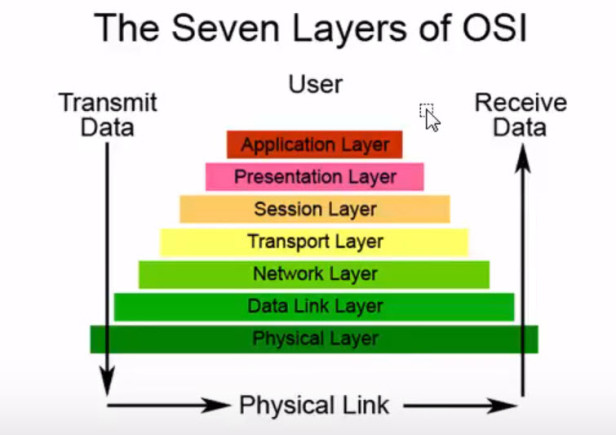 The Seven Layers of OSI
User
Transmit
Data
Receive
Data
Application Layer
Presentation Layer
Session Layer
Transport Layer
Network Layer
Data Link Layer
Physical Layer
Physical Link